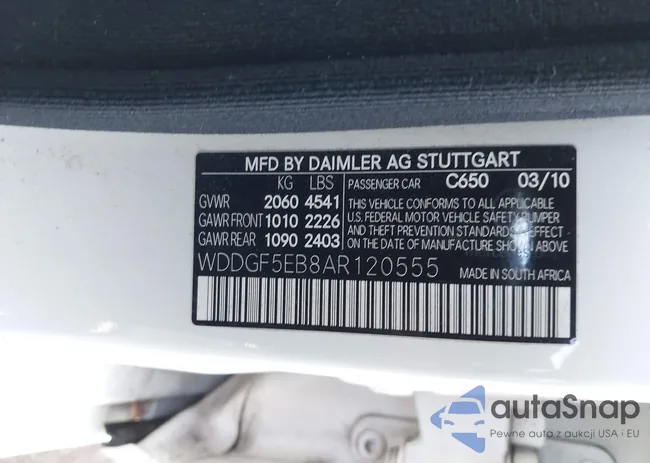 MFD BY DAIMLER AG STUTTGART
KG LBS PASSENGER CAR C650 03/10
GVWR 2060 4541 THIS VEHICLE CONFORMS TO ALL APPLICABLE
GAWR FRONT 1010 2226 U.S. FEDERAL MOTOR VEHICLE SAFETY, BUMPER
AND THEFT PREVENTION STANDARDS IN EFFECT
GAWR REAR 1090 2403 ON THE DATE OF MANUFACTURE SHOWN ABOVE
WDDGF5EB8AR120555 MADE IN SOUTH AFRICA
autaSnap
Pewne auta z aukcji USA i EU